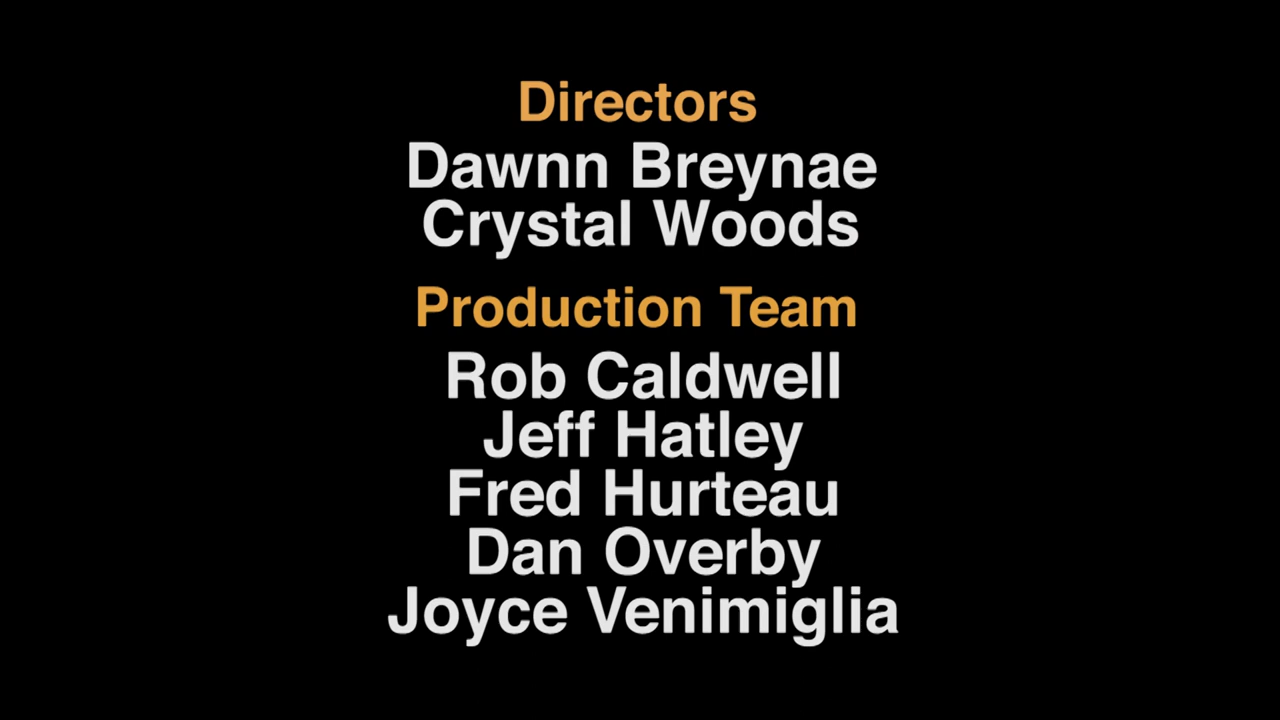 Directors
Dawnn Breynae
Crystal Woods
Production Team
Rob Caldwell
Jeff Hatley
Fred Hurteau
Dan Overby
Joyce Venimiglia